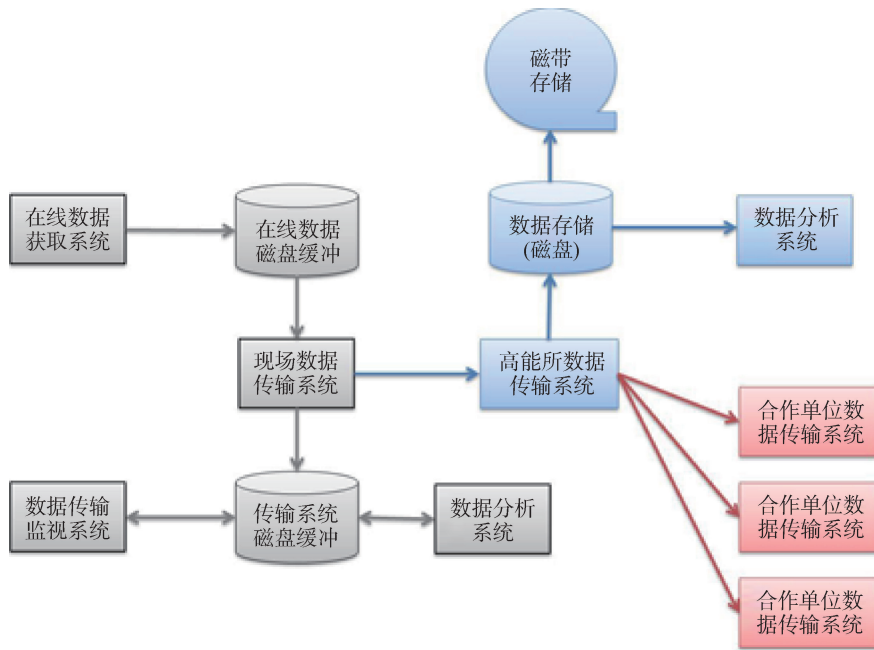 磁带
存储
在线数据
获取系统
在线数据
磁盘缓冲
数据存储
(磁盘)
数据分析
系统
现场数据
传输系统
高能所数据
传输系统
合作单位数
据传输系统
数据传输
监视系统
传输系统
磁盘缓冲
数据分析
系统
合作单位数
据传输系统
合作单位数
据传输系统